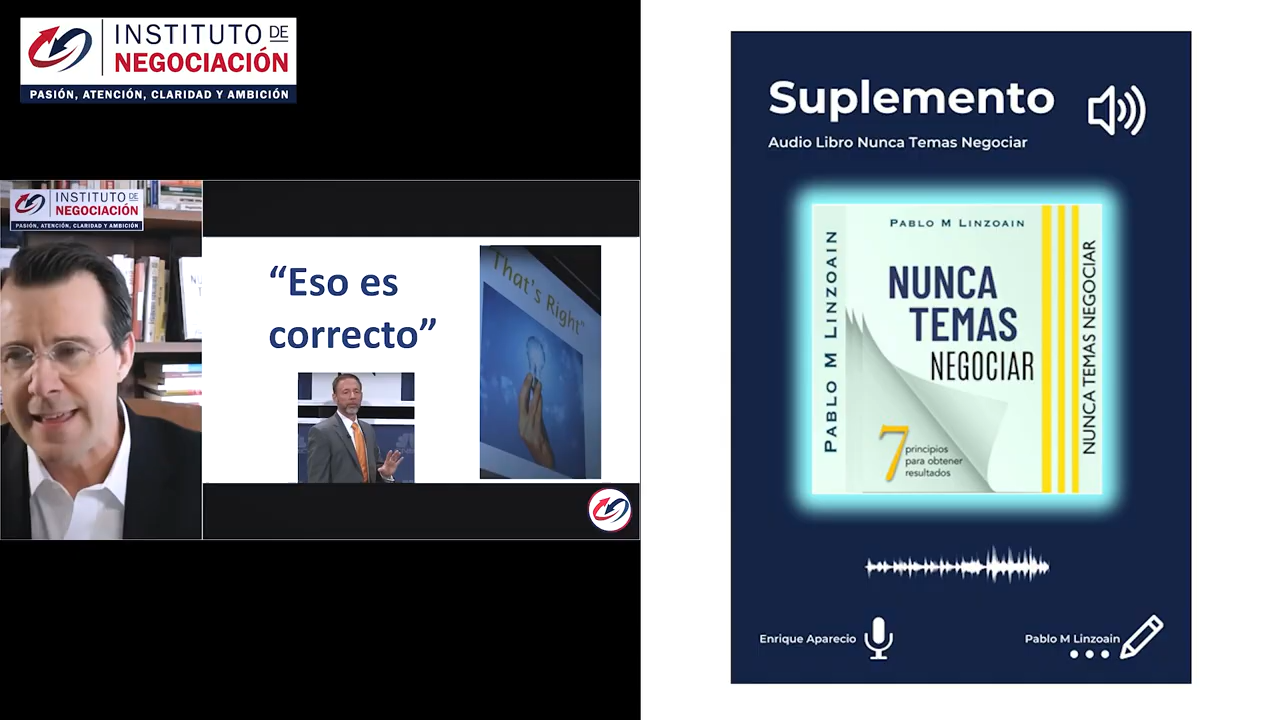 INSTITUTO DE
NEGOCIACIÓN
PASIÓN, ATENCIÓN, CLARIDAD Y AMBICIÓN
INSTITUTO DE
NEGOCIACIÓN
PASIÓN, ATENCIÓN, CLARIDAD Y AMBICIÓN
“Eso es
correcto”
That's Right"
Suplemento
Audio Libro Nunca Temas Negociar
PABLO M LINZOAIN
PABLO M LINZOAIN
NUNCA
TEMAS
NEGOCIAR
7 principios
para obtener
resultados
NUNCA TEMAS NEGOCIAR
Enrique Aparecio
Pablo M Linzoain